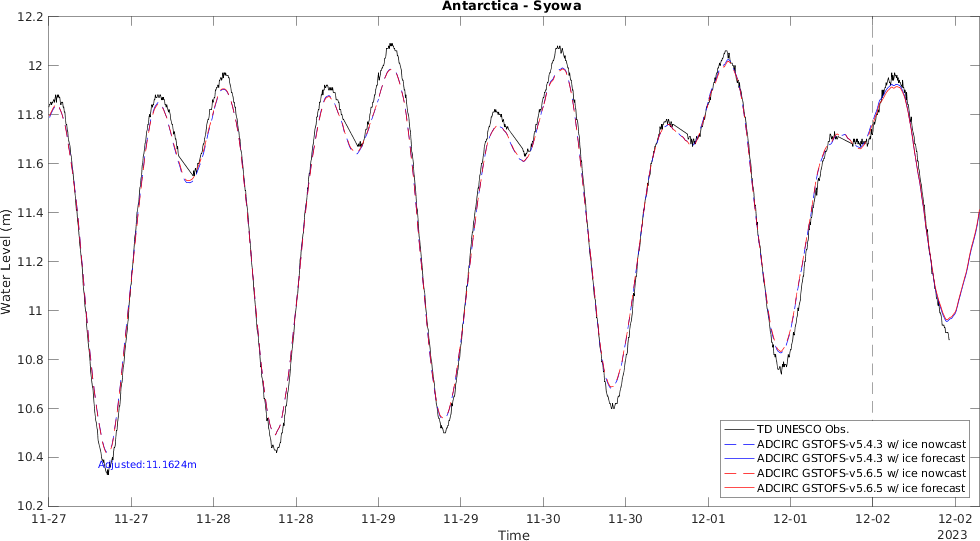 Antarctica - Syowa
12.2
12
11.8
11.6
11.4
11.2
11
10.8
10.6
10.4
10.2
Water Level (m)
Adjusted:11.1624m
TD UNESCO Obs.
ADCIRC GSTOFS-v5.4.3 w/ ice nowcast
ADCIRC GSTOFS-v5.4.3 w/ ice forecast
ADCIRC GSTOFS-v5.6.5 w/ ice nowcast
ADCIRC GSTOFS-v5.6.5 w/ ice forecast
11-27 11-27 11-28 11-28 11-29 11-29 11-30 11-30 12-01 12-01 12-02 12-02
Time
2023